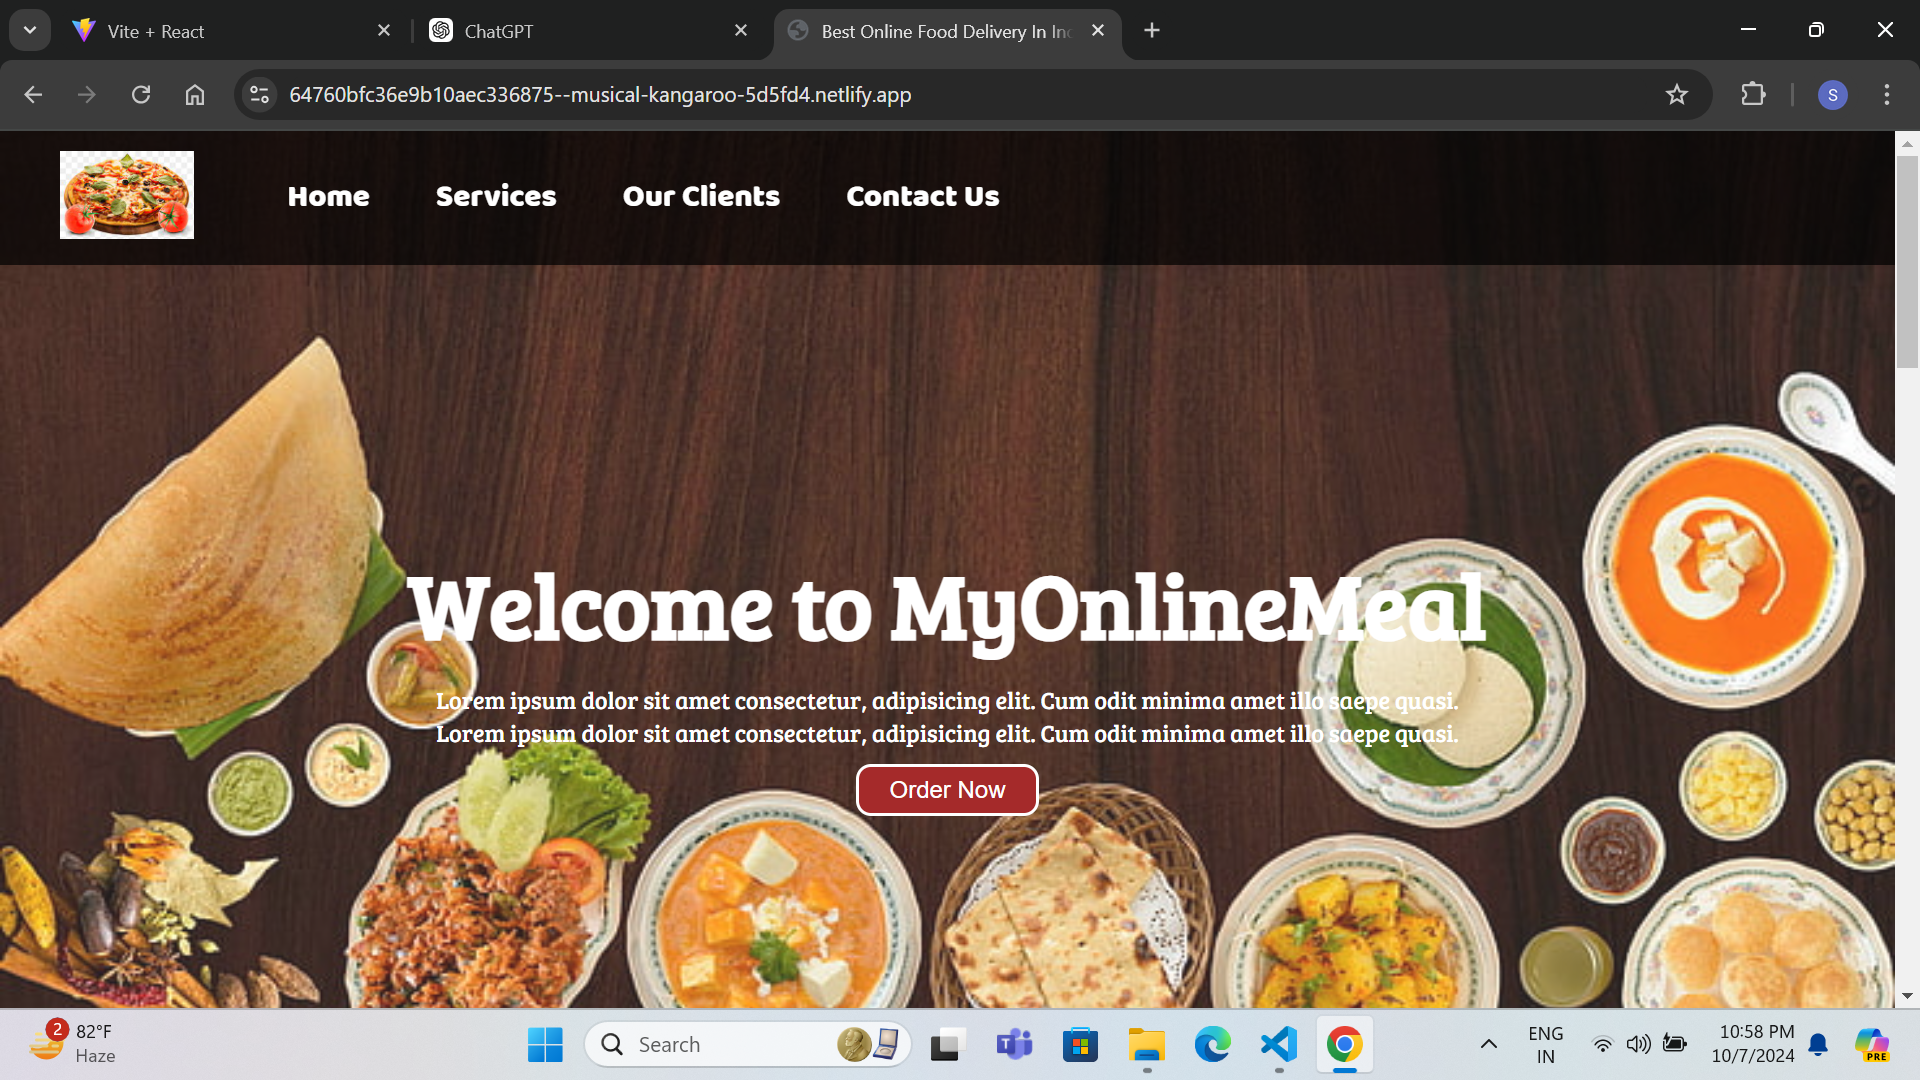 Vite + React
ChatGPT
Best Online Food Delivery In
64760bfc36e9b10aec336875--musical-kangaroo-5d5fd4.netlify.app
S
Home Services Our Clients Contact Us
Welcome to MyOnlineMeal
Lorem ipsum dolor sit amet consectetur, adipisicing elit. Cum odit minima amet illo saepe quasi.
Lorem ipsum dolor sit amet consectetur, adipisicing elit. Cum odit minima amet illo saepe quasi.
Order Now
2
82°F
Haze
Search
T
ENG
IN
10:58 PM
10/7/2024
PRE